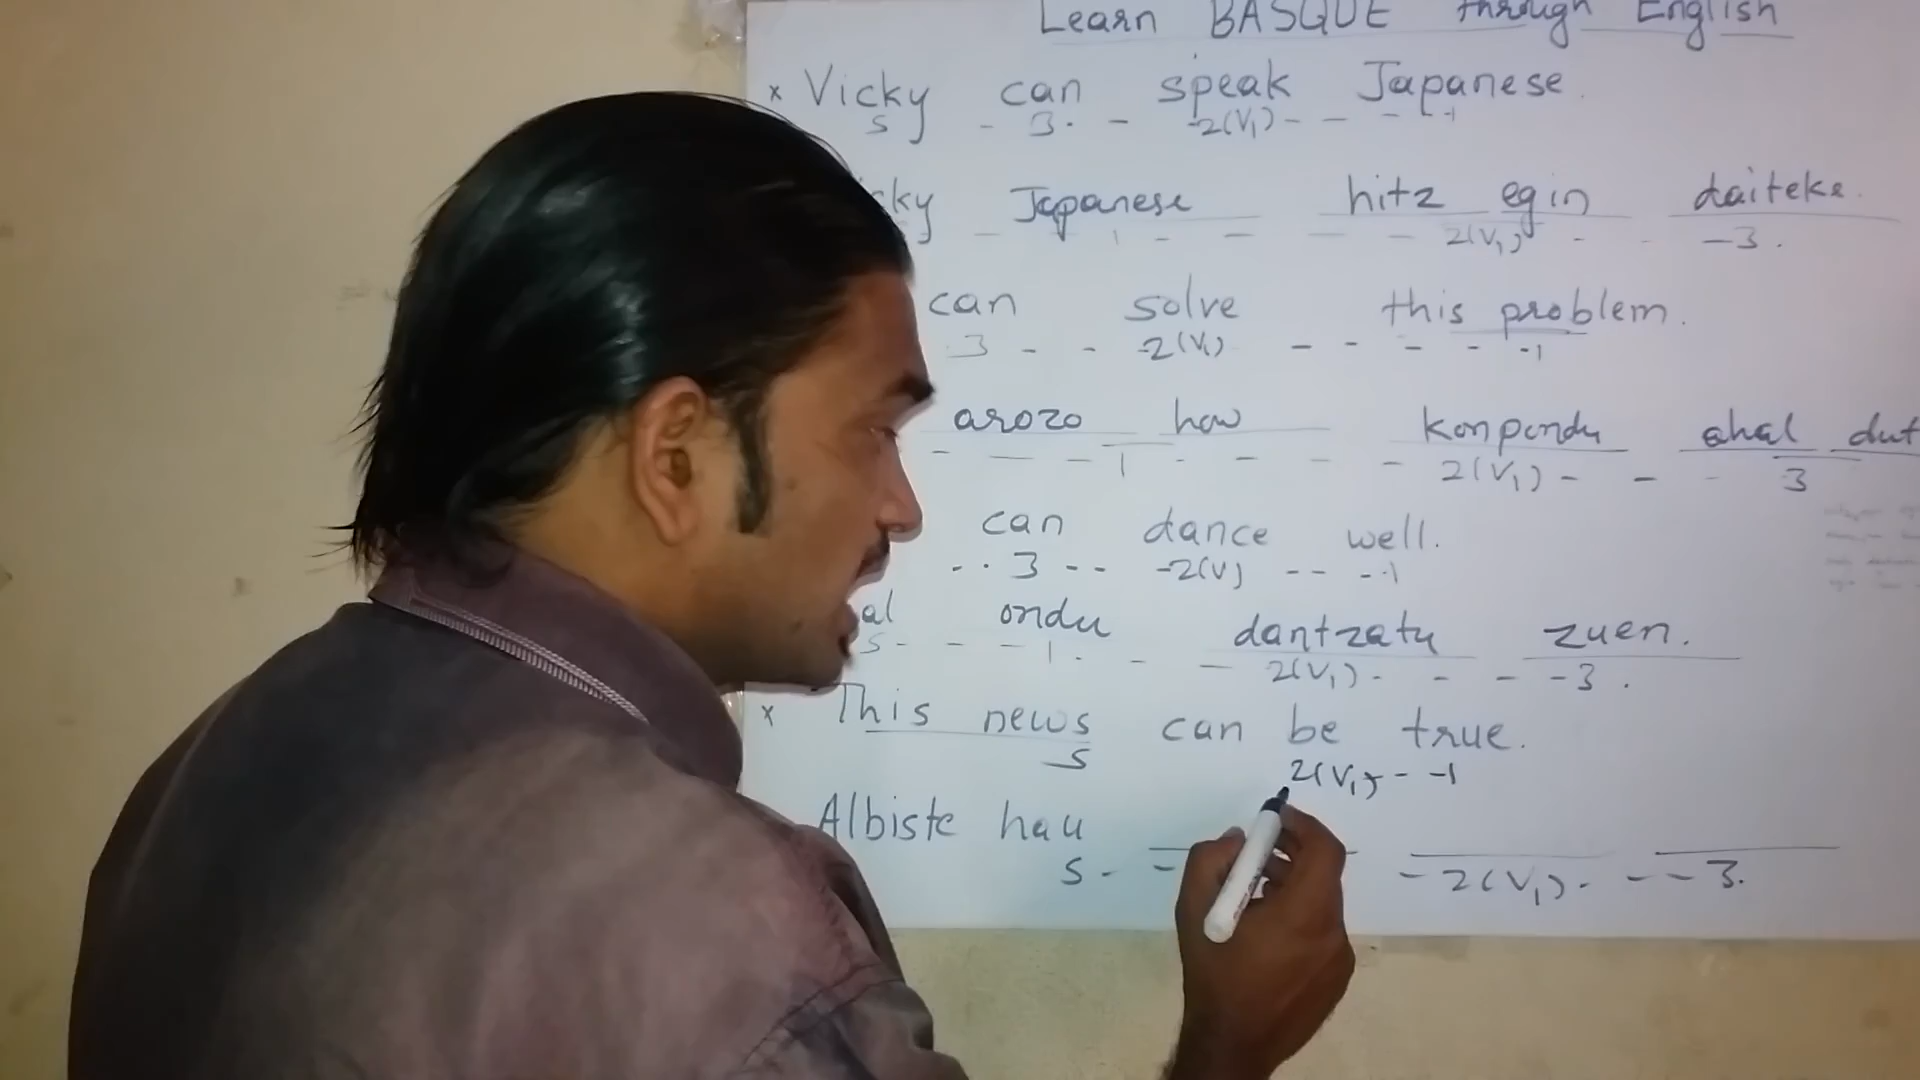 Learn BASQUE through English
x Vicky can speak Japanese.
S - 3. - -2(V1) - - - -1
cky Japanese hitz egin daiteke.
- 1 - - - - 2(V1) - - -3.
can solve this problem.
3 - - -2(V1) - - - - -1
arozo hau konpondu ahal dut
- - - 1 - - - - 2(V1) - - - 3
can dance well.
- - 3 - - -2(V) - - - -1
al ondu dantzatu zuen.
S - - - 1. - - 2(V1) - - - -3.
x This news can be true.
S 2(V1) - - -1
Albiste hau
S - - - 2(V1) - - - 3.